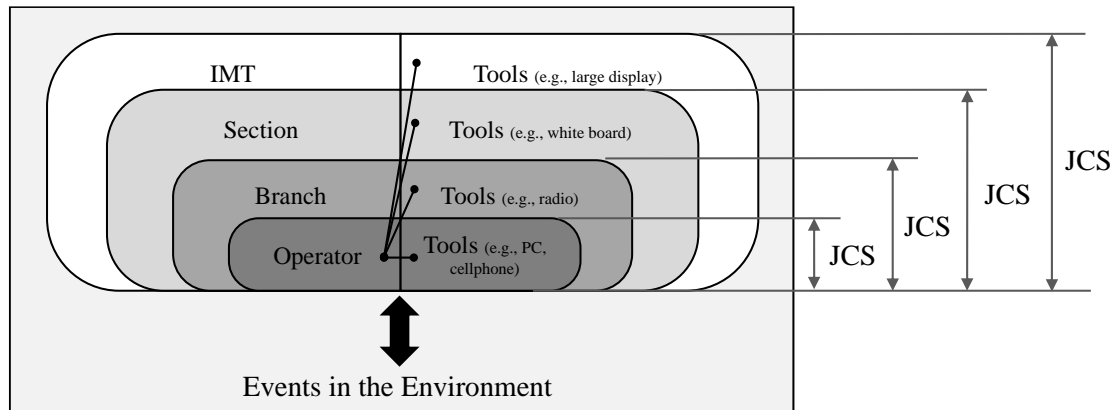 IMT Tools (e.g., large display)
Section Tools (e.g., white board)
Branch Tools (e.g., radio)
Operator Tools (e.g., PC,
cellphone)
JCS
JCS
JCS
JCS
Events in the Environment